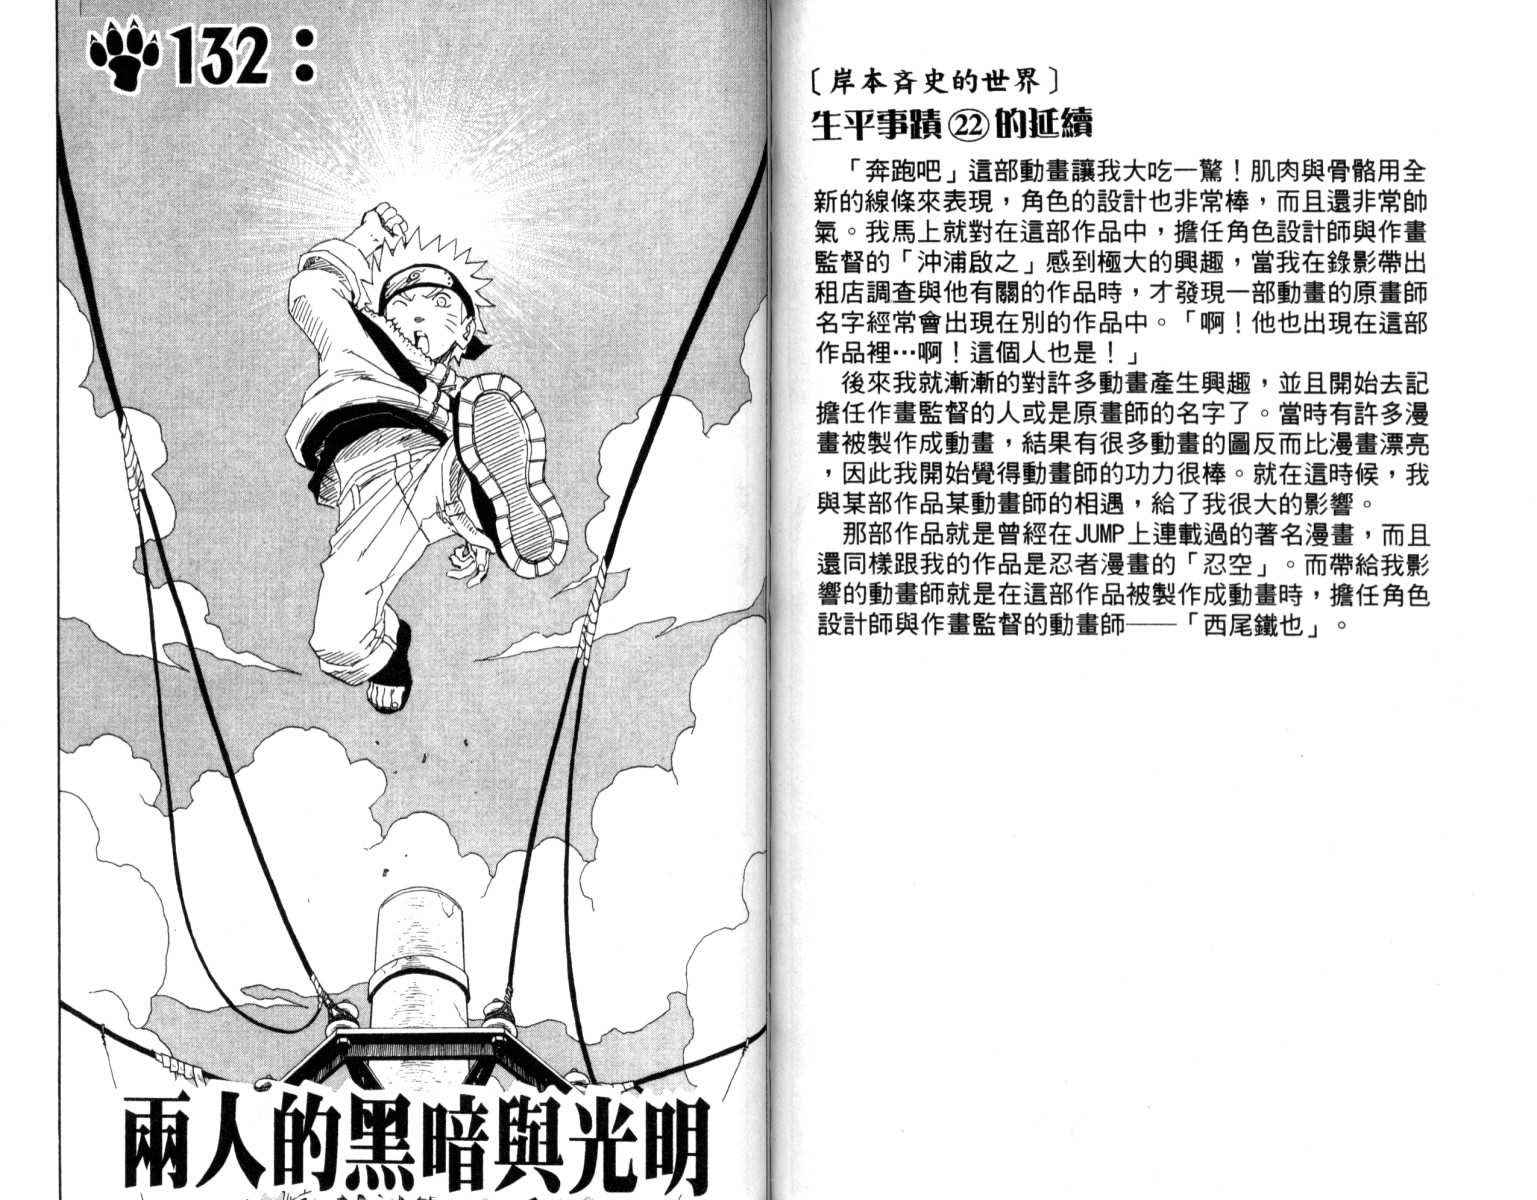 132：
兩人的黑暗與光明
〔岸本斉史的世界〕
生平事蹟㉒的延續
「奔跑吧」這部動畫讓我大吃一驚！肌肉與骨骼用全
新的線條來表現，角色的設計也非常棒，而且還非常帥
氣。我馬上就對在這部作品中，擔任角色設計師與作畫
監督的「沖浦啟之」感到極大的興趣，當我在錄影帶出
租店調查與他有關的作品時，才發現一部動畫的原畫師
名字經常會出現在別的作品中。「啊！他也出現在這部
作品裡…啊！這個人也是！」
後來我就漸漸的對許多動畫產生興趣，並且開始去記
擔任作畫監督的人或是原畫師的名字了。當時有許多漫
畫被製作成動畫，結果有很多動畫的圖反而比漫畫漂亮
，因此我開始覺得動畫師的功力很棒。就在這時候，我
與某部作品某動畫師的相遇，給了我很大的影響。
那部作品就是曾經在JUMP上連載過的著名漫畫，而且
還同樣跟我的作品是忍者漫畫的「忍空」。而帶給我影
響的動畫師就是在這部作品被製作成動畫時，擔任角色
設計師與作畫監督的動畫師──「西尾鐵也」。